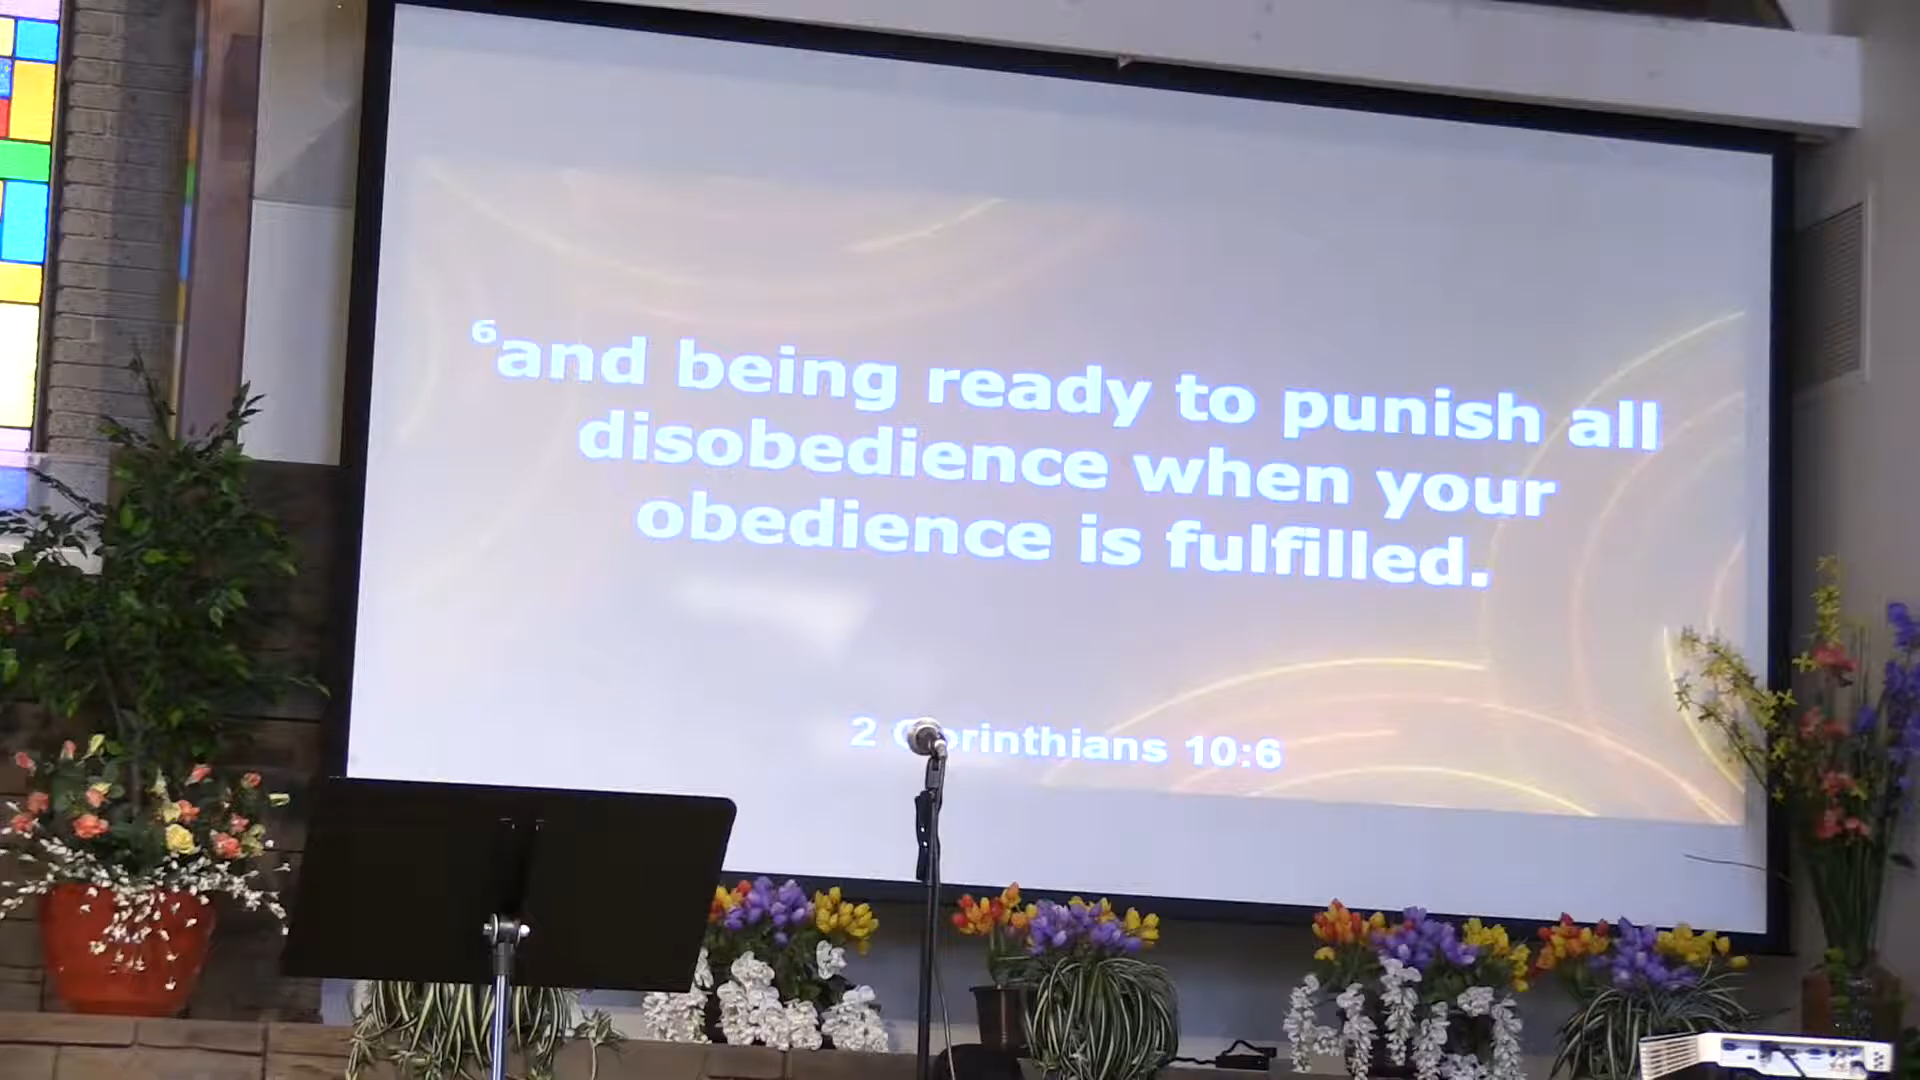 6and being ready to punish all
disobedience when your
obedience is fulfilled.
2 Corinthians 10:6